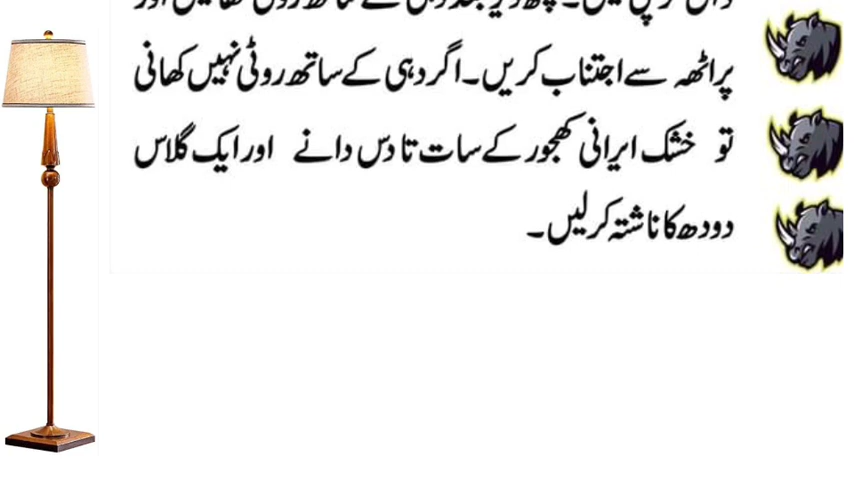 پراٹھہ سے اجتناب کریں۔اگر دہی کے ساتھ روٹی نہیں کھانی
تو خشک ایرانی کھجور کے سات تا دس دانے اور ایک گلاس
دودھ کا ناشتہ کرلیں۔